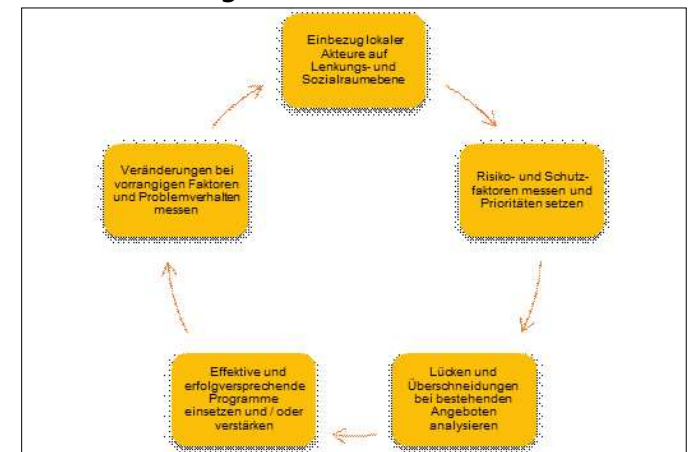 Einbezug lokaler
Akteure auf
Lenkungs- und
Sozialraumebene
Risiko- und Schutz-
faktoren messen und
Prioritäten setzen
Lücken und
Überschneidungen
bei bestehenden
Angeboten
analysieren
Effektive und
erfolgversprechende
Programme
einsetzen und / oder
verstärken
Veränderungen bei
vorrangigen Faktoren
und Problemverhalten
messen